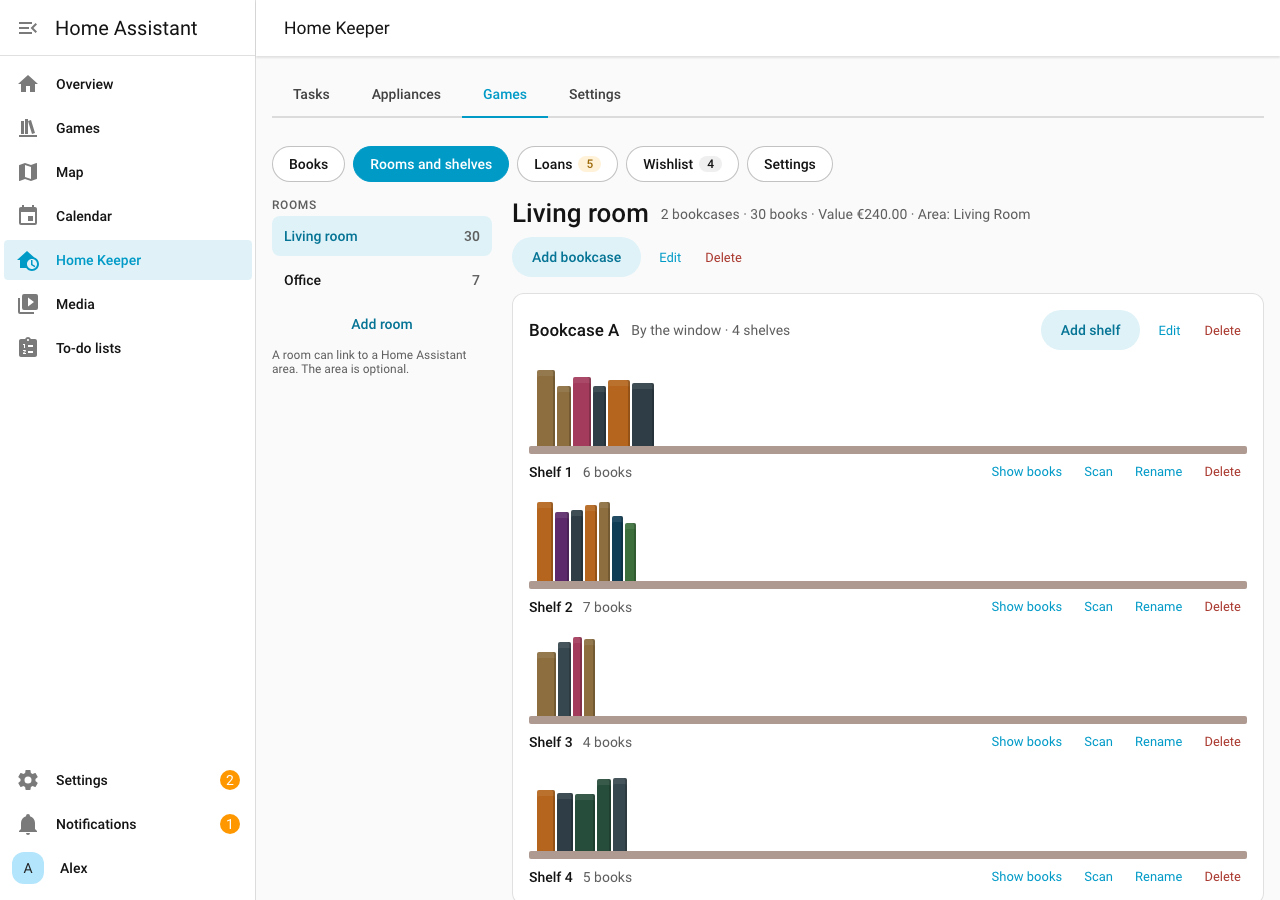 Home Assistant
Home Keeper
Overview
Games
Map
Calendar
Home Keeper
Media
To-do lists
Settings 2
Notifications 1
A Alex
Tasks Appliances Games Settings
Books Rooms and shelves Loans 5 Wishlist 4 Settings
ROOMS
Living room 30
Office 7
Add room
A room can link to a Home Assistant
area. The area is optional.
Living room 2 bookcases · 30 books · Value €240.00 · Area: Living Room
Add bookcase Edit Delete
Bookcase A By the window · 4 shelves Add shelf Edit Delete
Shelf 1 6 books Show books Scan Rename Delete
Shelf 2 7 books Show books Scan Rename Delete
Shelf 3 4 books Show books Scan Rename Delete
Shelf 4 5 books Show books Scan Rename Delete